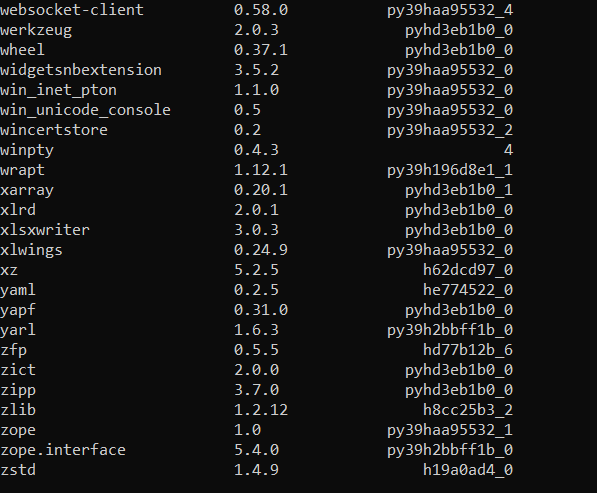 websocket-client 0.58.0 py39haa95532_4
werkzeug 2.0.3 pyhd3eb1b0_0
wheel 0.37.1 pyhd3eb1b0_0
widgetsnbextension 3.5.2 py39haa95532_0
win_inet_pton 1.1.0 py39haa95532_0
win_unicode_console 0.5 py39haa95532_0
wincertstore 0.2 py39haa95532_2
winpty 0.4.3 4
wrapt 1.12.1 py39h196d8e1_1
xarray 0.20.1 pyhd3eb1b0_1
xlrd 2.0.1 pyhd3eb1b0_0
xlsxwriter 3.0.3 pyhd3eb1b0_0
xlwings 0.24.9 py39haa95532_0
xz 5.2.5 h62dcd97_0
yaml 0.2.5 he774522_0
yapf 0.31.0 pyhd3eb1b0_0
yarl 1.6.3 py39h2bbff1b_0
zfp 0.5.5 hd77b12b_6
zict 2.0.0 pyhd3eb1b0_0
zipp 3.7.0 pyhd3eb1b0_0
zlib 1.2.12 h8cc25b3_2
zope 1.0 py39haa95532_1
zope.interface 5.4.0 py39h2bbff1b_0
zstd 1.4.9 h19a0ad4_0